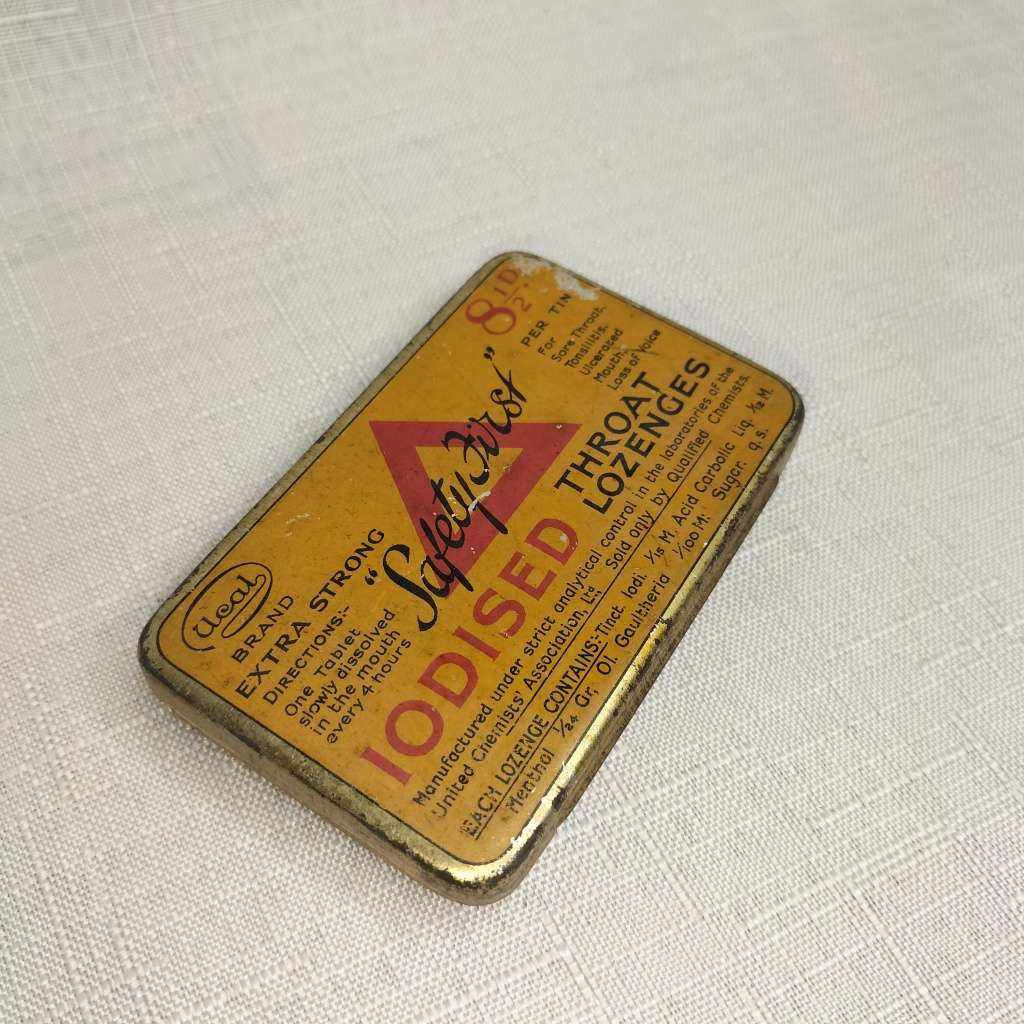 Ucal
BRAND
EXTRA STRONG
DIRECTIONS:-
One Tablet
slowly dissolved
in the mouth
every 4 hours
"Safety First"
8½D
PER TIN
For
Sore Throat,
Tonsilitis,
Ulcerated
Mouth,
Loss of Voice
IODISED
THROAT
LOZENGES
Manufactured under strict analytical control in the laboratories of the
United Chemists' Association, Ltd., Sold only by Qualified Chemists.
EACH LOZENGE CONTAINS:-Tinct. Iodi. 1/15 M. Acid Carbolic Liq. 1/12 M.
Menthol 1/24 Gr, Ol. Gaultheria 1/100 M: Sugar. q.s.